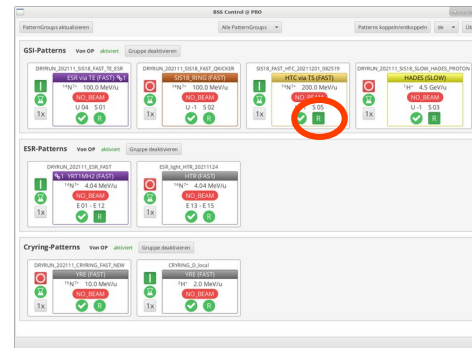 BSS Control @ PRO
PatternGroups aktualisieren
Alle PatternGroups
Patterns koppeln/entkoppeln
de
GSI-Patterns Von OP aktiviert Gruppe deaktivieren
DRYRUN_202111_SIS18_FAST_TE_ESR
ESR via TE (FAST) 1
¹⁴N⁷⁺ 100.0 MeV/u
NO_BEAM
U 04 S 01
R
1x
DRYRUN_202111_SIS18_FAST_QKICKER
SIS18_RING (FAST)
¹⁴N⁷⁺ 100.0 MeV/u
NO_BEAM
U -1 S 02
R
1x
SIS18_FAST_HFC_20211201_082519
HTC via TS (FAST)
¹⁴N⁷⁺ 200.0 MeV/u
NO_BEAM
S 05
R
1x
DRYRUN_202111_SIS18_SLOW_HADES_PROTON
HADES (SLOW)
¹H⁺ 4.5 GeV/u
NO_BEAM
U -1 S 03
R
1x
ESR-Patterns Von OP aktiviert Gruppe deaktivieren
DRYRUN_202111_ESR_FAST
1 YRT1MH2 (FAST)
¹⁴N⁷⁺ 4.04 MeV/u
NO_BEAM
E 01 - E 12
R
1x
ESR_light_HTR_20211124
HTR (FAST)
¹⁴N⁷⁺ 4.04 MeV/u
NO_BEAM
E 13 - E 15
R
1x
Cryring-Patterns Von OP aktiviert Gruppe deaktivieren
DRYRUN_202111_CRYRING_FAST_NEW
YRE (FAST)
¹⁵N⁷⁺ 10.0 MeV/u
NO_BEAM
R
1x
CRYRING_D_local
YRE (FAST)
²H⁺ 2.0 MeV/u
NO_BEAM
R
1x